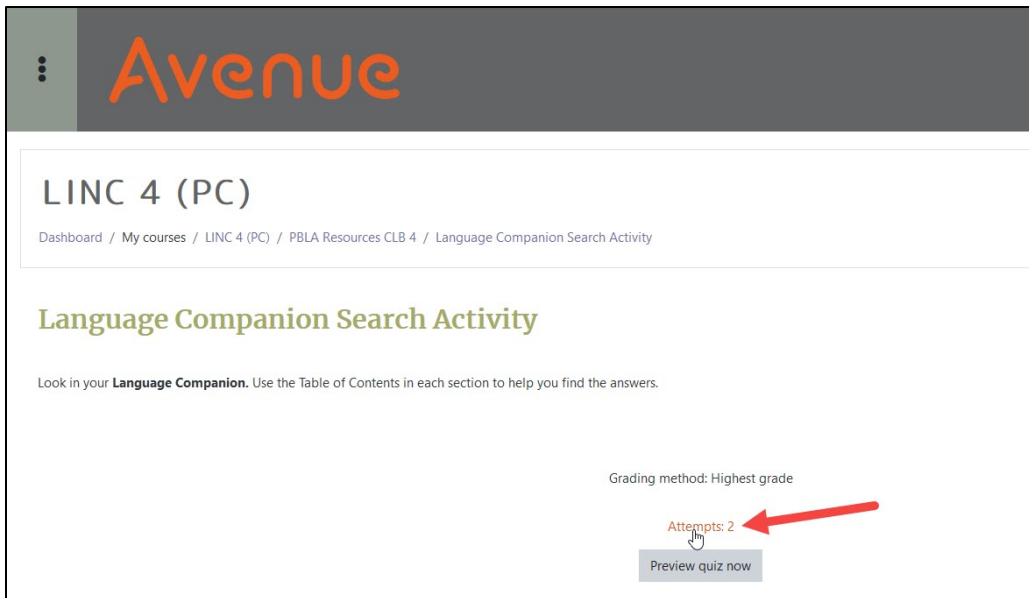 Avenue
LINC 4 (PC)
Dashboard / My courses / LINC 4 (PC) / PBLA Resources CLB 4 / Language Companion Search Activity
Language Companion Search Activity
Look in your Language Companion. Use the Table of Contents in each section to help you find the answers.
Grading method: Highest grade
Attempts: 2
Preview quiz now